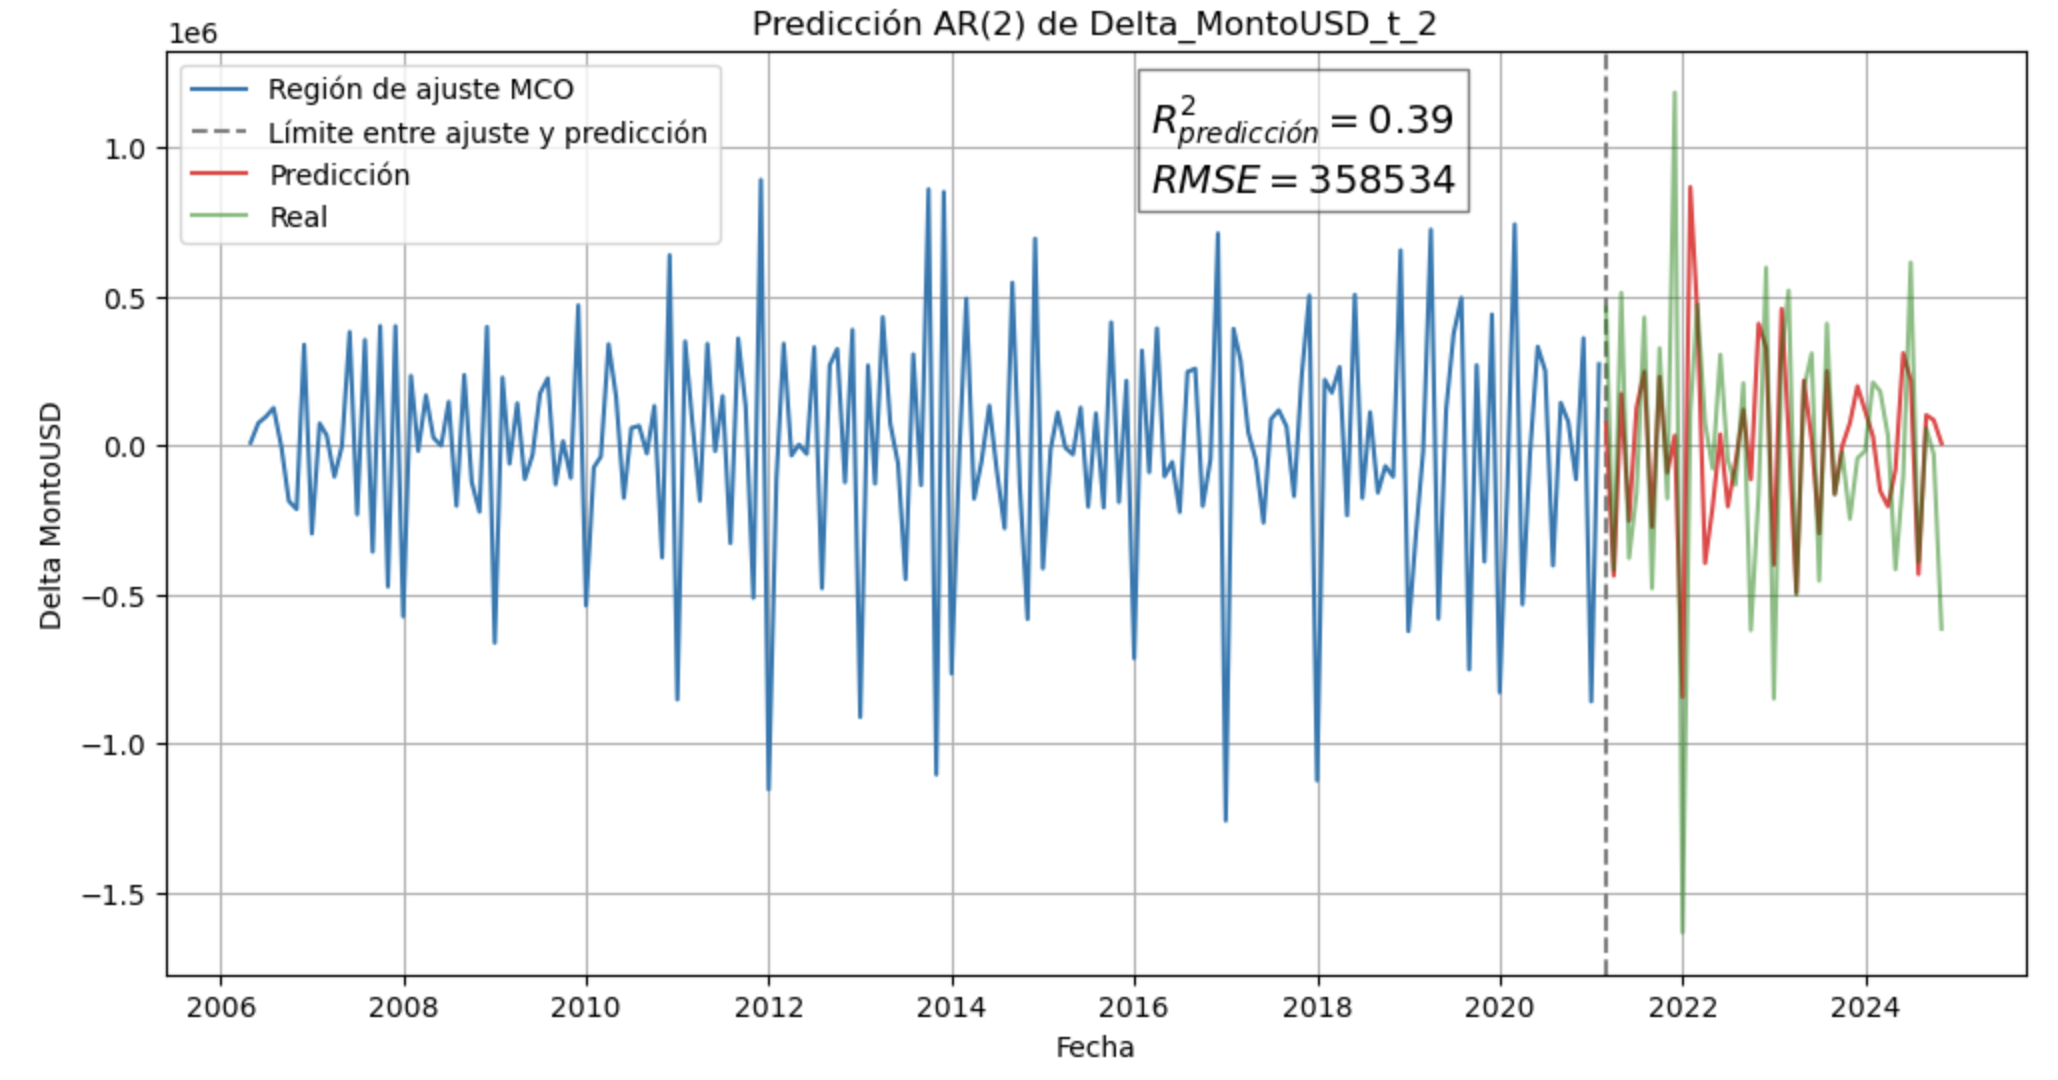 Predicción AR(2) de Delta_MontoUSD_t_2
1e6
Región de ajuste MCO
Límite entre ajuste y predicción
Predicción
Real
R²predicción = 0.39
RMSE = 358534
1.0
0.5
0.0
−0.5
−1.0
−1.5
Delta MontoUSD
2006 2008 2010 2012 2014 2016 2018 2020 2022 2024
Fecha